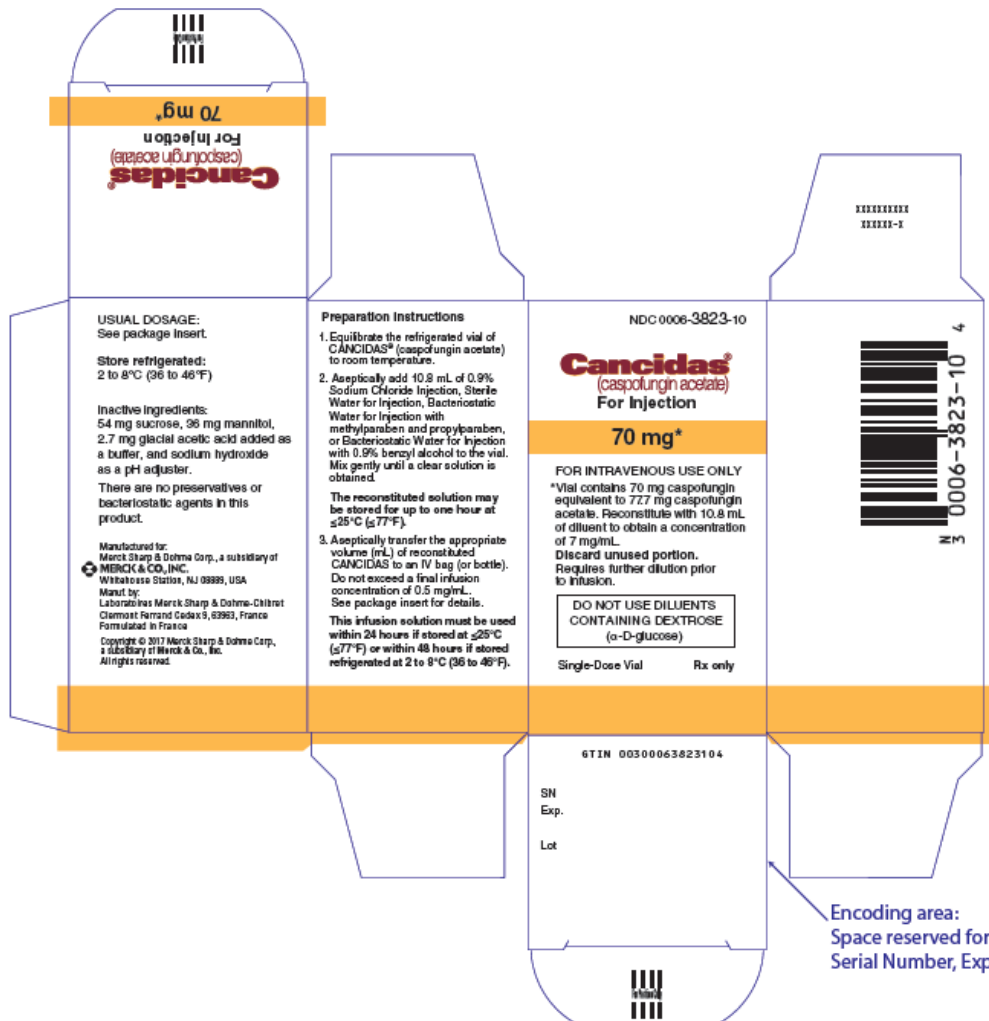 70 mg*
For Injection
(caspofungin acetate)
Cancidas®
XXXXXXXXXX
XXXXXX-X
USUAL DOSAGE:
See package insert.
Store refrigerated:
2 to 8°C (36 to 46°F)
Inactive ingredients:
54 mg sucrose, 36 mg mannitol,
2.7 mg glacial acetic acid added as
a buffer, and sodium hydroxide
as a pH adjuster.
There are no preservatives or
bacteriostatic agents in this
product.
Manufactured for:
Merck Sharp & Dohme Corp., a subsidiary of
MERCK & CO., INC.
Whitehouse Station, NJ 08889, USA
Manuf. by:
Laboratoires Merck Sharp & Dohme-Chibret
Clermont Ferrand Cedex 9, 63963, France
Formulated in France
Copyright © 2017 Merck Sharp & Dohme Corp.,
a subsidiary of Merck & Co., Inc.
All rights reserved.
Preparation Instructions
1. Equilibrate the refrigerated vial of
CANCIDAS® (caspofungin acetate)
to room temperature.
2. Aseptically add 10.8 mL of 0.9%
Sodium Chloride Injection, Sterile
Water for Injection, Bacteriostatic
Water for Injection with
methylparaben and propylparaben,
or Bacteriostatic Water for Injection
with 0.9% benzyl alcohol to the vial.
Mix gently until a clear solution is
obtained.
The reconstituted solution may
be stored for up to one hour at
≤25°C (≤77°F).
3. Aseptically transfer the appropriate
volume (mL) of reconstituted
CANCIDAS to an IV bag (or bottle).
Do not exceed a final infusion
concentration of 0.5 mg/mL.
See package insert for details.
This infusion solution must be used
within 24 hours if stored at ≤25°C
(≤77°F) or within 48 hours if stored
refrigerated at 2 to 8°C (36 to 46°F).
NDC 0006-3823-10
Cancidas®
(caspofungin acetate)
For Injection
70 mg*
FOR INTRAVENOUS USE ONLY
*Vial contains 70 mg caspofungin
equivalent to 77.7 mg caspofungin
acetate. Reconstitute with 10.8 mL
of diluent to obtain a concentration
of 7 mg/mL.
Discard unused portion.
Requires further dilution prior
to infusion.
DO NOT USE DILUENTS
CONTAINING DEXTROSE
(α-D-glucose)
Single-Dose Vial Rx only
N
3 0006-3823-10 4
GTIN 00300063823104
SN
Exp.
Lot
Encoding area:
Space reserved for
Serial Number, Exp